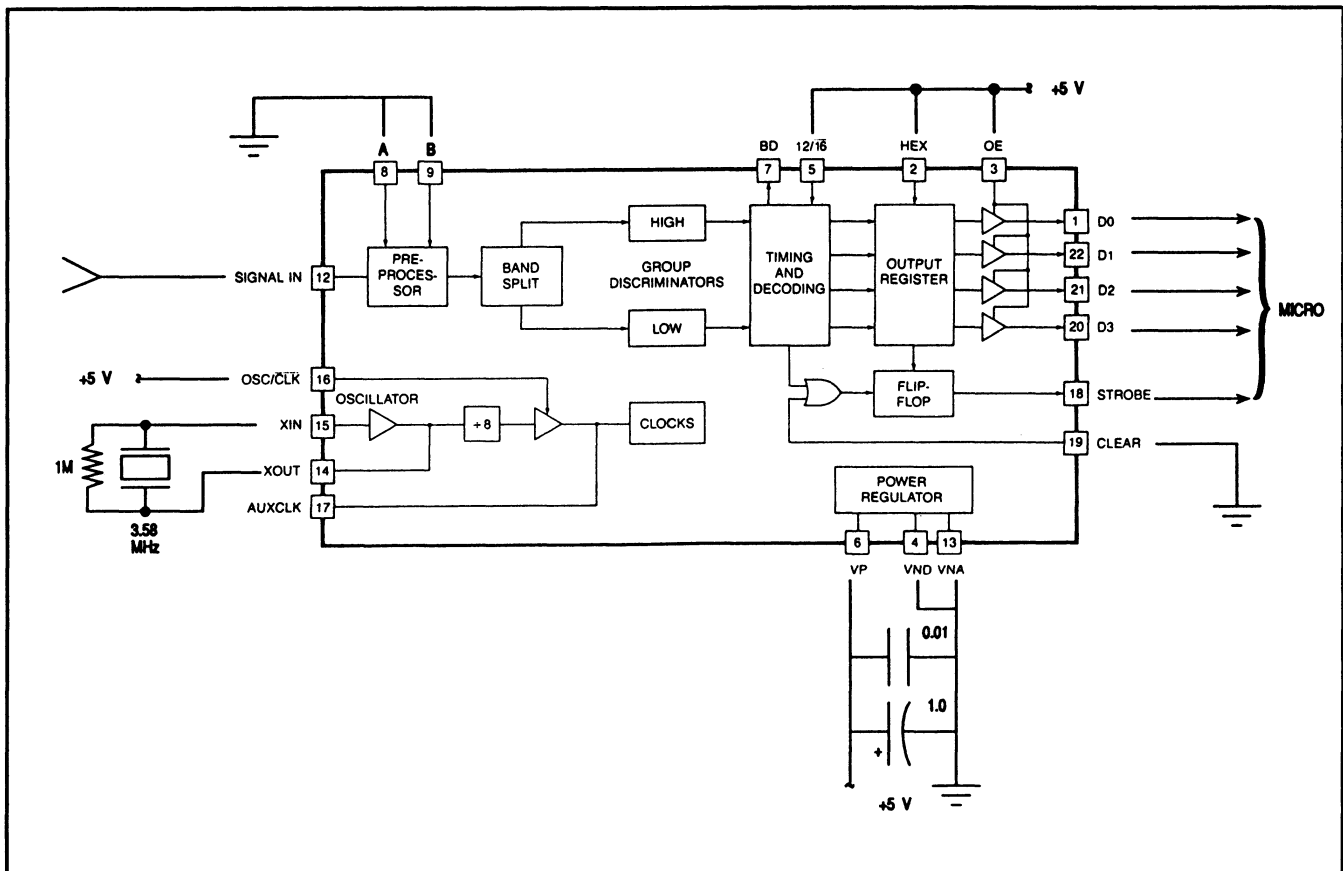 +5 V
A
B
BD
12/16
HEX
OE
8
9
7
5
2
3
HIGH
1
D0
SIGNAL IN
12
PRE-
PROCES-
SOR
BAND
SPLIT
GROUP
DISCRIMINATORS
TIMING
AND
DECODING
OUTPUT
REGISTER
22
D1
21
D2
MICRO
LOW
20
D3
+5 V
OSC/CLK
16
FLIP-
FLOP
18
STROBE
OSCILLATOR
XIN
15
÷8
CLOCKS
19
CLEAR
1M
XOUT
14
POWER
REGULATOR
AUXCLK
17
3.58
MHz
6
4
13
VP
VND
VNA
0.01
1.0
+
+5 V